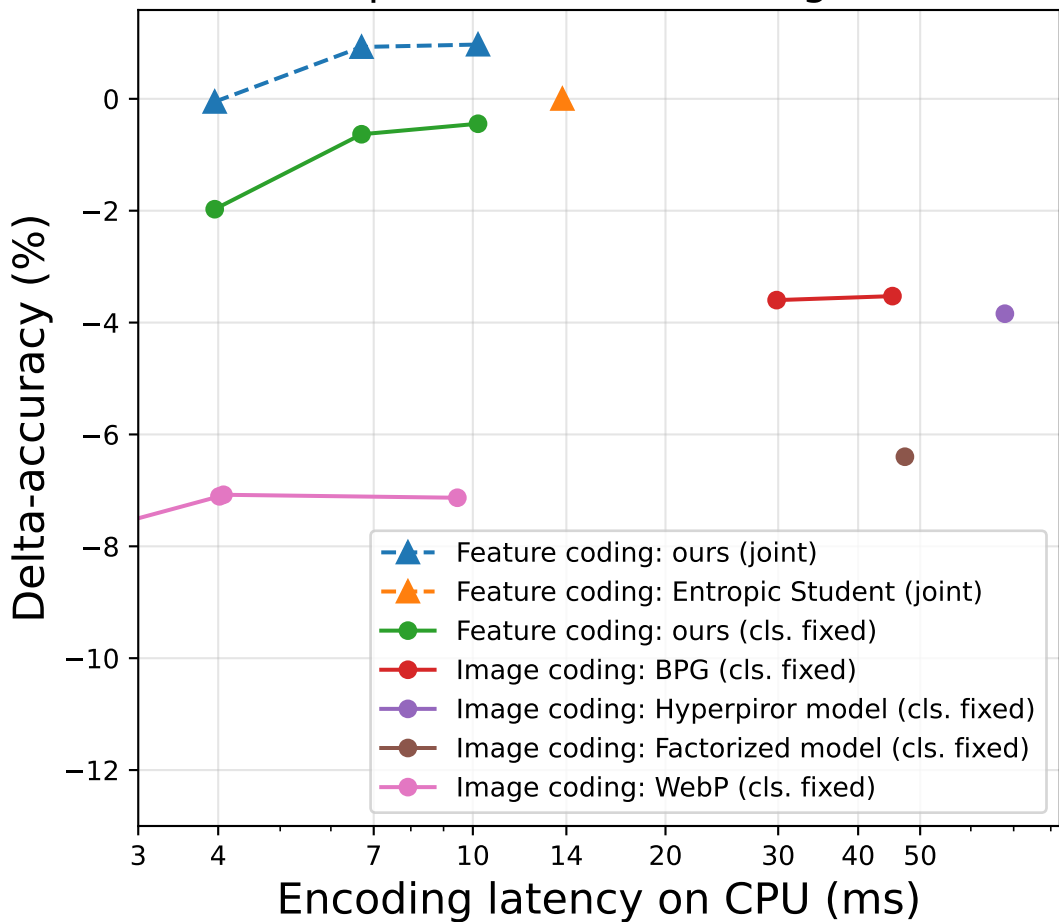 Delta-accuracy (%)
0
−2
−4
−6
−8
−10
−12
Feature coding: ours (joint)
Feature coding: Entropic Student (joint)
Feature coding: ours (cls. fixed)
Image coding: BPG (cls. fixed)
Image coding: Hyperpiror model (cls. fixed)
Image coding: Factorized model (cls. fixed)
Image coding: WebP (cls. fixed)
3 4 7 10 14 20 30 40 50
Encoding latency on CPU (ms)